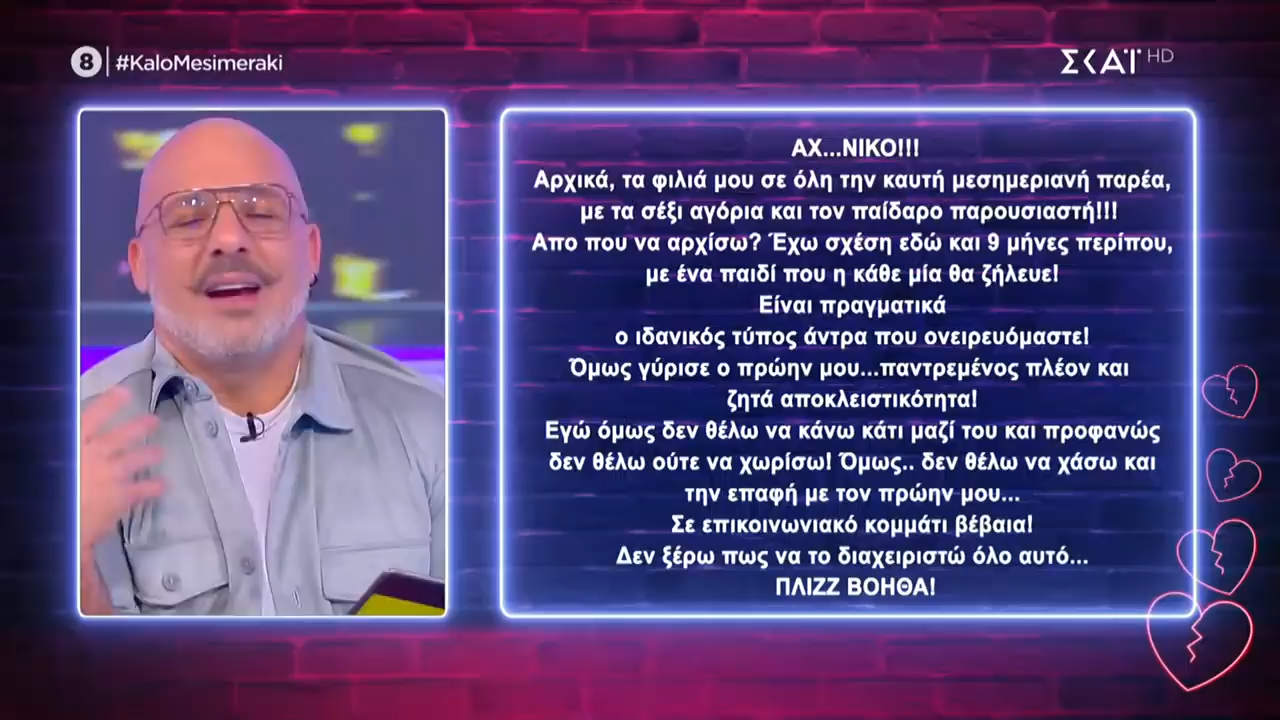 8 #KaloMesimeraki
ΣΚΑΪ HD
ΑΧ...ΝΙΚΟ!!!
Αρχικά, τα φιλιά μου σε όλη την καυτή μεσημεριανή παρέα,
με τα σέξι αγόρια και τον παίδαρο παρουσιαστή!!!
Απο που να αρχίσω? Έχω σχέση εδώ και 9 μήνες περίπου,
με ένα παιδί που η κάθε μία θα ζήλευε!
Είναι πραγματικά
ο ιδανικός τύπος άντρα που ονειρευόμαστε!
Όμως γύρισε ο πρώην μου...παντρεμένος πλέον και
ζητά αποκλειστικότητα!
Εγώ όμως δεν θέλω να κάνω κάτι μαζί του και προφανώς
δεν θέλω ούτε να χωρίσω! Όμως.. δεν θέλω να χάσω και
την επαφή με τον πρώην μου...
Σε επικοινωνιακό κομμάτι βέβαια!
Δεν ξέρω πως να το διαχειριστώ όλο αυτό...
ΠΛΙΖΖ ΒΟΗΘΑ!